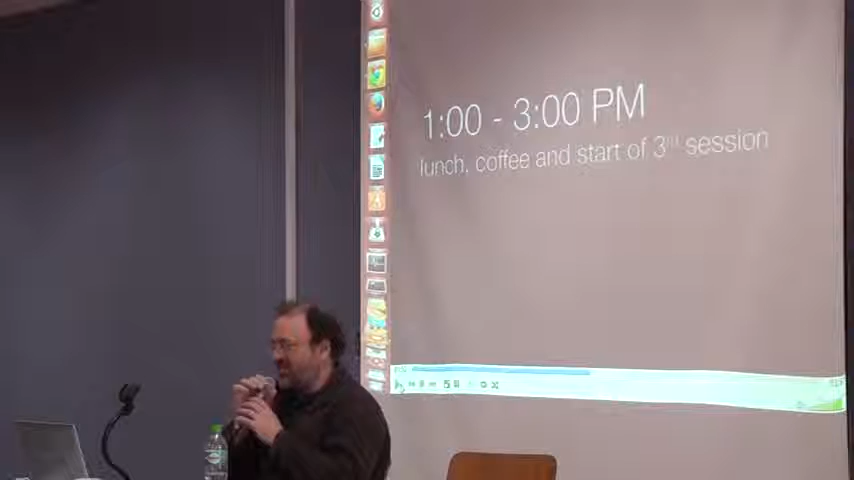 1:00 - 3:00 PM
lunch, coffee and start of 3rd session